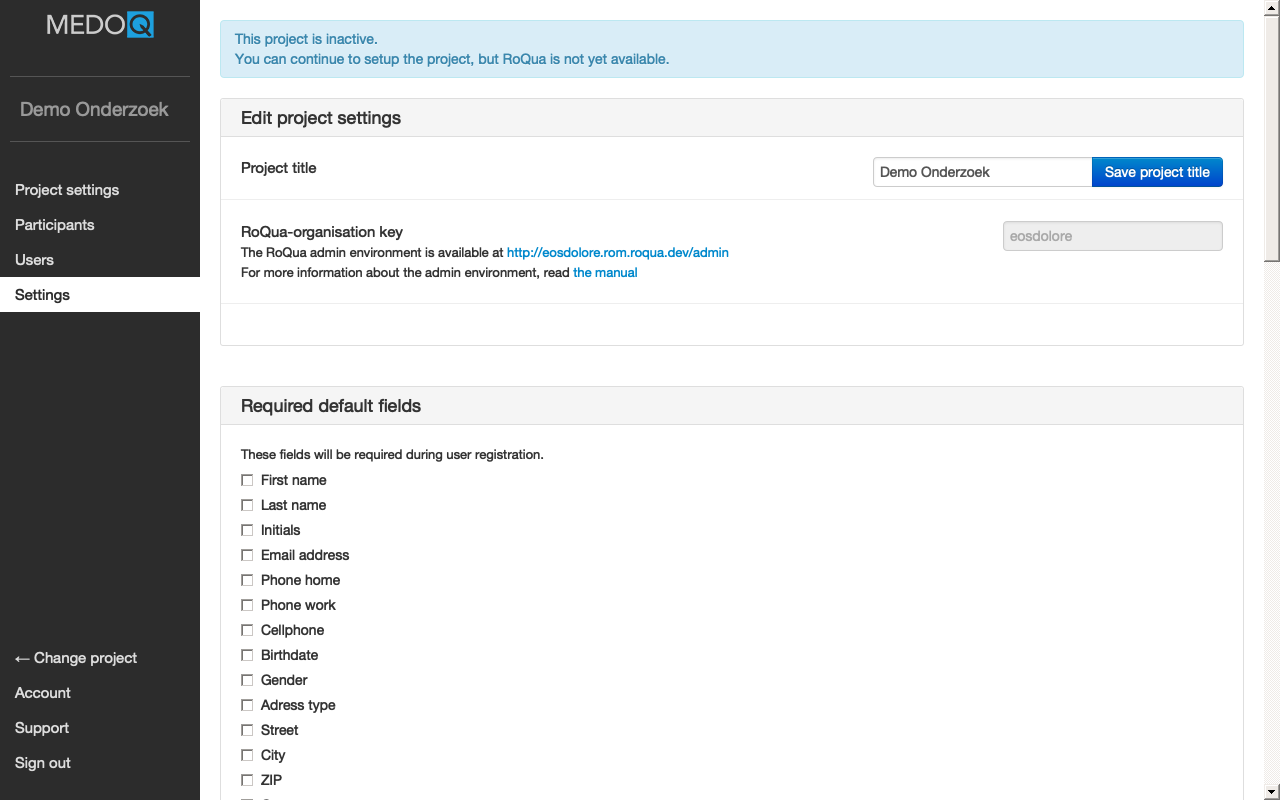 MEDOQ
Demo Onderzoek
Project settings
Participants
Users
Settings
← Change project
Account
Support
Sign out
This project is inactive.
You can continue to setup the project, but RoQua is not yet available.
Edit project settings
Project title
Demo Onderzoek
Save project title
RoQua-organisation key
eosdolore
The RoQua admin environment is available at http://eosdolore.rom.roqua.dev/admin
For more information about the admin environment, read the manual
Required default fields
These fields will be required during user registration.
First name
Last name
Initials
Email address
Phone home
Phone work
Cellphone
Birthdate
Gender
Adress type
Street
City
ZIP